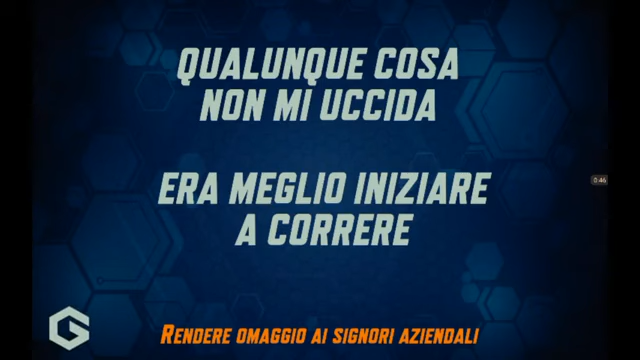 QUALUNQUE COSA
NON MI UCCIDA
ERA MEGLIO INIZIARE
A CORRERE
0:46
G
RENDERE OMAGGIO AI SIGNORI AZIENDALI